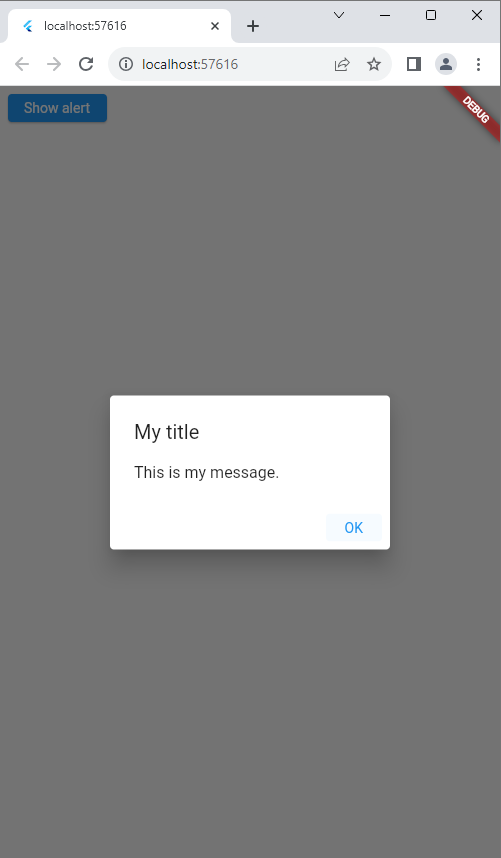 localhost:57616
localhost:57616
Show alert
DEBUG
My title
This is my message.
OK